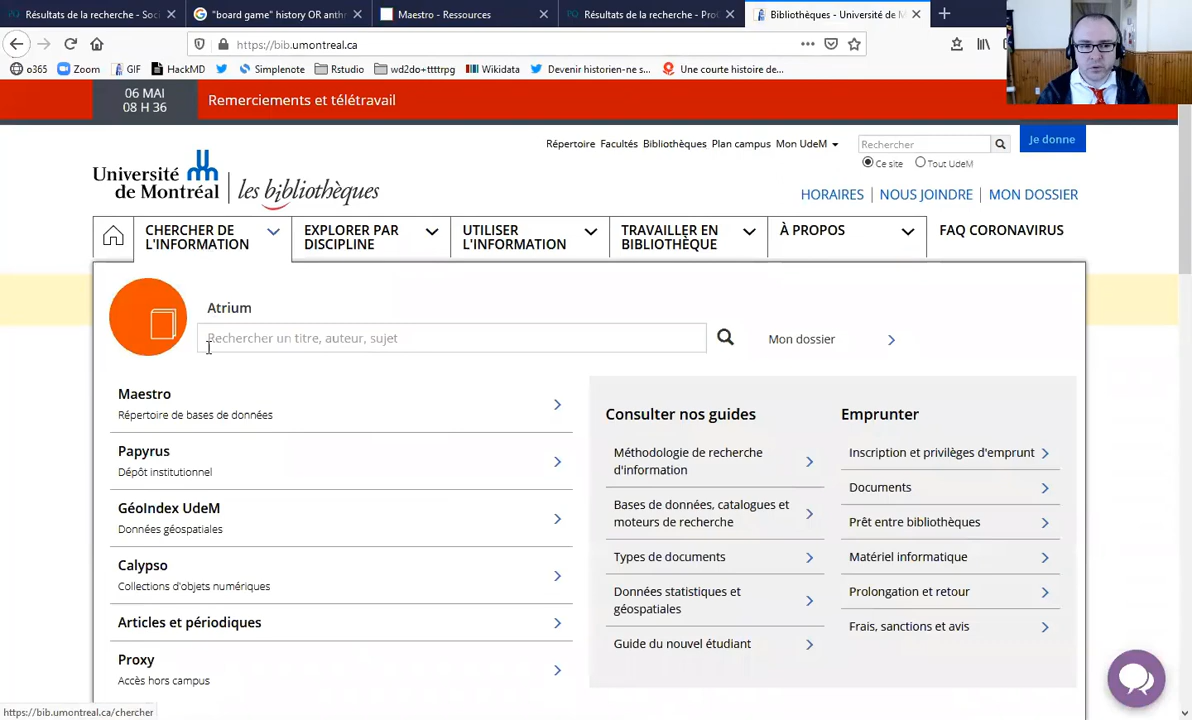 Résultats de la recherche - Soci
"board game" history OR anthr
Maestro - Ressources
Résultats de la recherche - ProQ
Bibliothèques - Université de M
https://bib.umontreal.ca
o365 Zoom GIF HackMD Simplenote Rstudio wd2do+ttttrpg Wikidata Devenir historien-ne s... Une courte histoire de...
06 MAI
08 H 36
Remerciements et télétravail
Répertoire Facultés Bibliothèques Plan campus Mon UdeM
Rechercher
Je donne
Ce site Tout UdeM
Université
de Montréal
les bibliothèques
HORAIRES NOUS JOINDRE MON DOSSIER
CHERCHER DE
L'INFORMATION
EXPLORER PAR
DISCIPLINE
UTILISER
L'INFORMATION
TRAVAILLER EN
BIBLIOTHÈQUE
À PROPOS
FAQ CORONAVIRUS
Atrium
Rechercher un titre, auteur, sujet
Mon dossier
Maestro
Répertoire de bases de données
Papyrus
Dépôt institutionnel
GéoIndex UdeM
Données géospatiales
Calypso
Collections d'objets numériques
Articles et périodiques
Proxy
Accès hors campus
Consulter nos guides
Méthodologie de recherche
d'information
Bases de données, catalogues et
moteurs de recherche
Types de documents
Données statistiques et
géospatiales
Guide du nouvel étudiant
Emprunter
Inscription et privilèges d'emprunt
Documents
Prêt entre bibliothèques
Matériel informatique
Prolongation et retour
Frais, sanctions et avis
https://bib.umontreal.ca/chercher